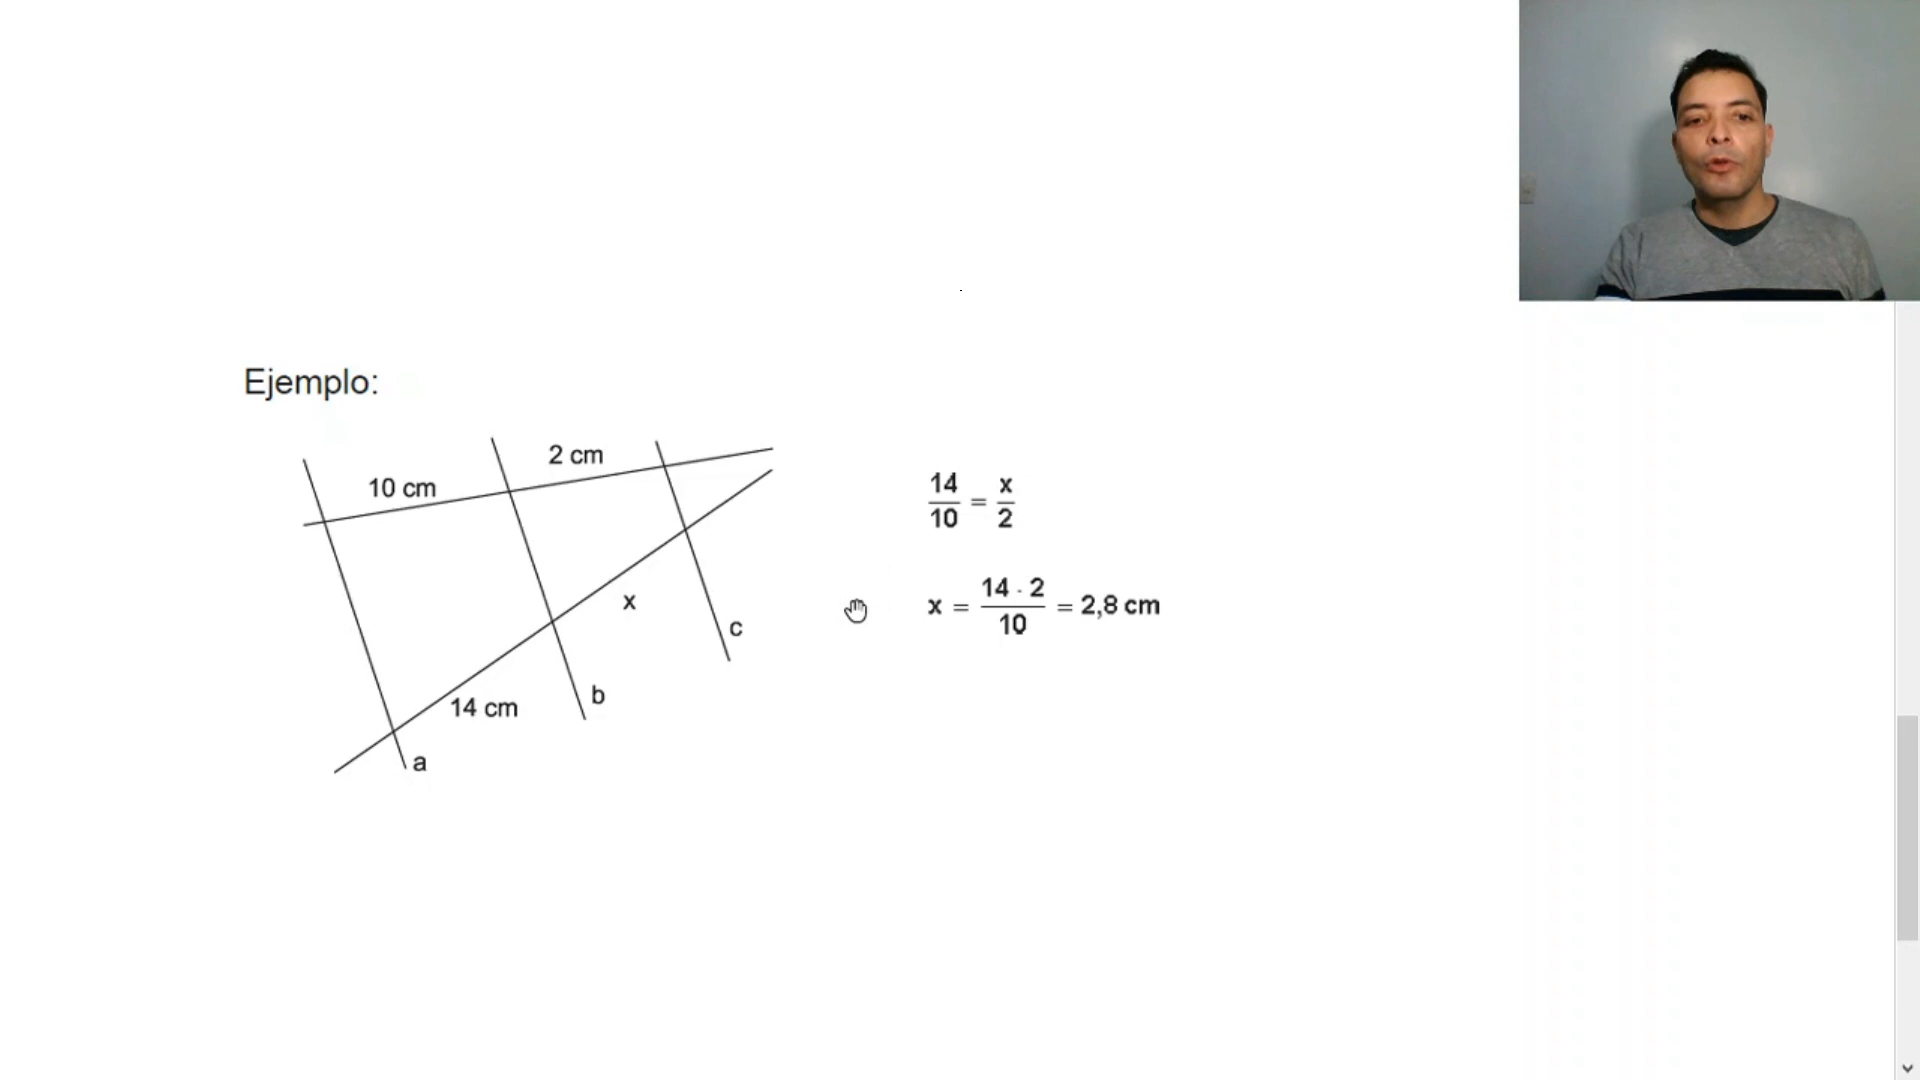 Ejemplo:
10 cm
2 cm
x
c
b
14 cm
a
14/10 = x/2
x = 14 · 2/10 = 2,8 cm